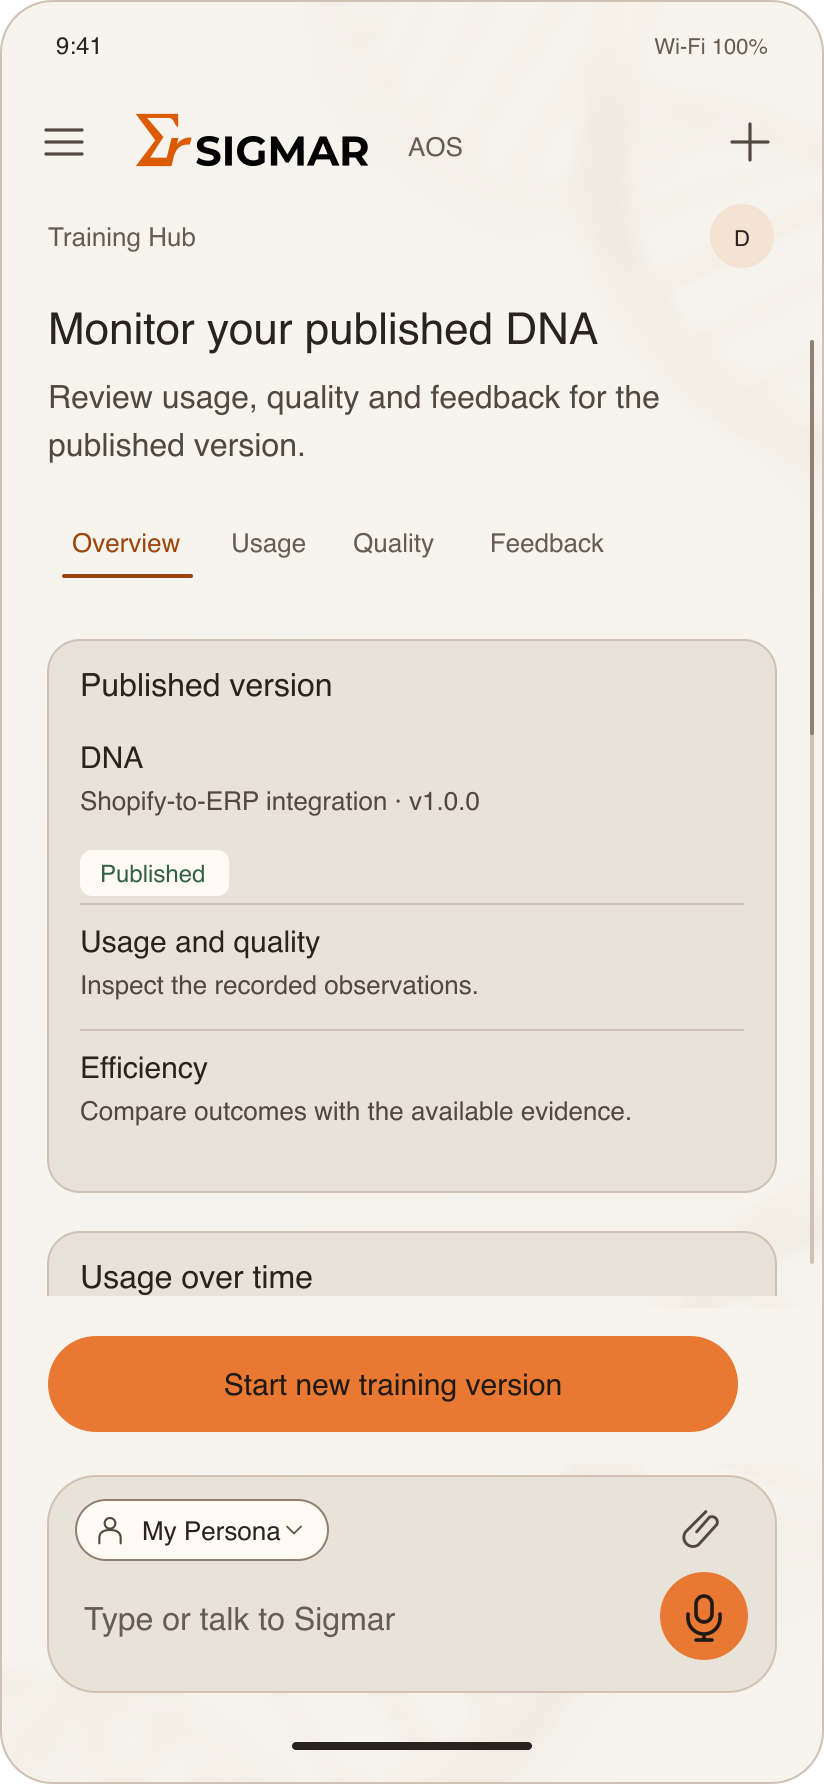 9:41
Wi-Fi 100%
Σr SIGMAR
AOS
Training Hub
D
Monitor your published DNA
Review usage, quality and feedback for the
published version.
Overview
Usage
Quality
Feedback
Published version
DNA
Shopify-to-ERP integration · v1.0.0
Published
Usage and quality
Inspect the recorded observations.
Efficiency
Compare outcomes with the available evidence.
Usage over time
Start new training version
My Persona
Type or talk to Sigmar